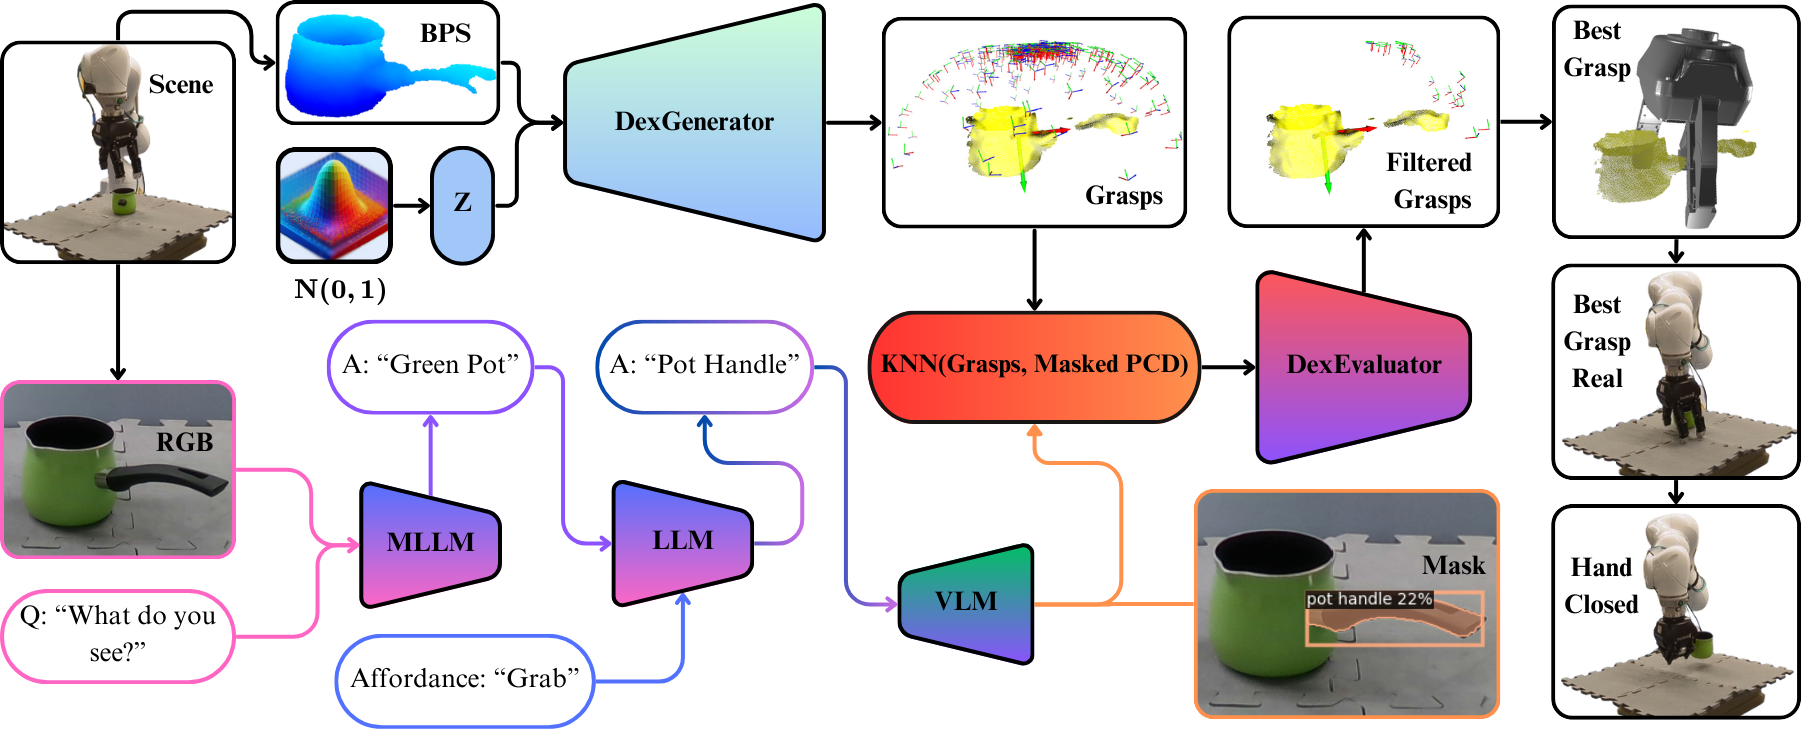 Scene
BPS
N(0, 1)
Z
DexGenerator
Grasps
Filtered
Grasps
Best
Grasp
Best
Grasp
Real
Hand
Closed
A: “Green Pot”
A: “Pot Handle”
KNN(Grasps, Masked PCD)
DexEvaluator
RGB
Q: “What do you
see?”
MLLM
LLM
Affordance: “Grab”
VLM
Mask
pot handle 22%